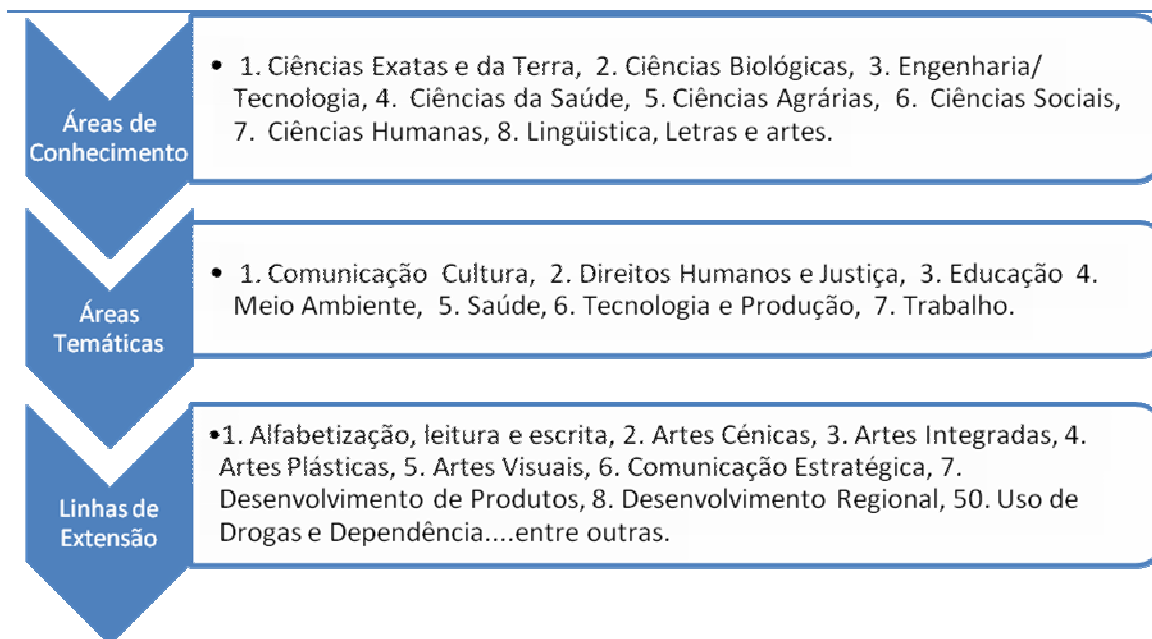 Áreas de
Conhecimento
• 1. Ciências Exatas e da Terra, 2. Ciências Biológicas, 3. Engenharia/
Tecnologia, 4. Ciências da Saúde, 5. Ciências Agrárias, 6. Ciências Sociais,
7. Ciências Humanas, 8. Lingüistica, Letras e artes.
Áreas
Temáticas
• 1. Comunicação Cultura, 2. Direitos Humanos e Justiça, 3. Educação 4.
Meio Ambiente, 5. Saúde, 6. Tecnologia e Produção, 7. Trabalho.
Linhas de
Extensão
•1. Alfabetização, leitura e escrita, 2. Artes Cénicas, 3. Artes Integradas, 4.
Artes Plásticas, 5. Artes Visuais, 6. Comunicação Estratégica, 7.
Desenvolvimento de Produtos, 8. Desenvolvimento Regional, 50. Uso de
Drogas e Dependência....entre outras.